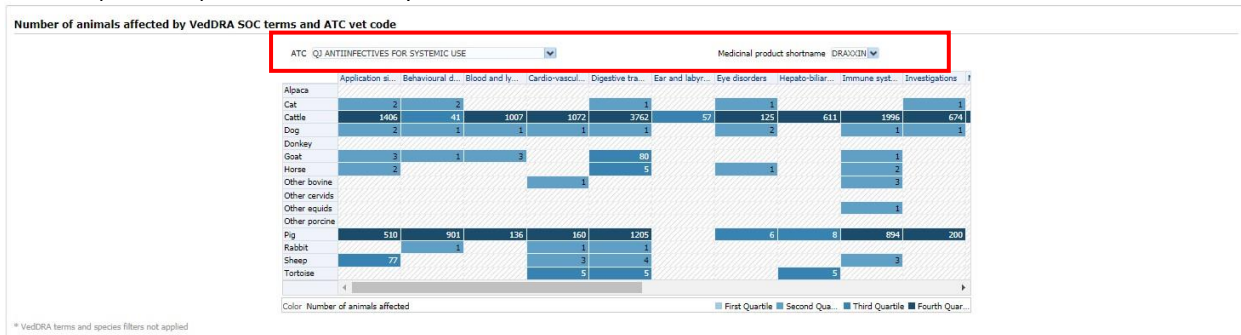 Number of animals affected by VedDRA SOC terms and ATC vet code
ATC QJ ANTIINFECTIVES FOR SYSTEMIC USE Medicinal product shortname DRAXXIN
Application si... Behavioural d... Blood and ly... Cardio-vascul... Digestive tra... Ear and labyr... Eye disorders Hepato-biliar... Immune syst... Investigations
Alpaca
Cat 2 2 1 1 1
Cattle 1406 41 1007 1072 3762 57 125 611 1996 674
Dog 2 1 1 1 1 2 1 1
Donkey
Goat 3 1 3 80 1
Horse 2 5 1 2
Other bovine 1 3
Other cervids
Other equids 1
Other porcine
Pig 510 901 136 160 1205 6 8 894 200
Rabbit 1 1 1
Sheep 77 3 4 3
Tortoise 5 5 5
Color Number of animals affected First Quartile Second Qua... Third Quartile Fourth Quar...
* VedDRA terms and species filters not applied